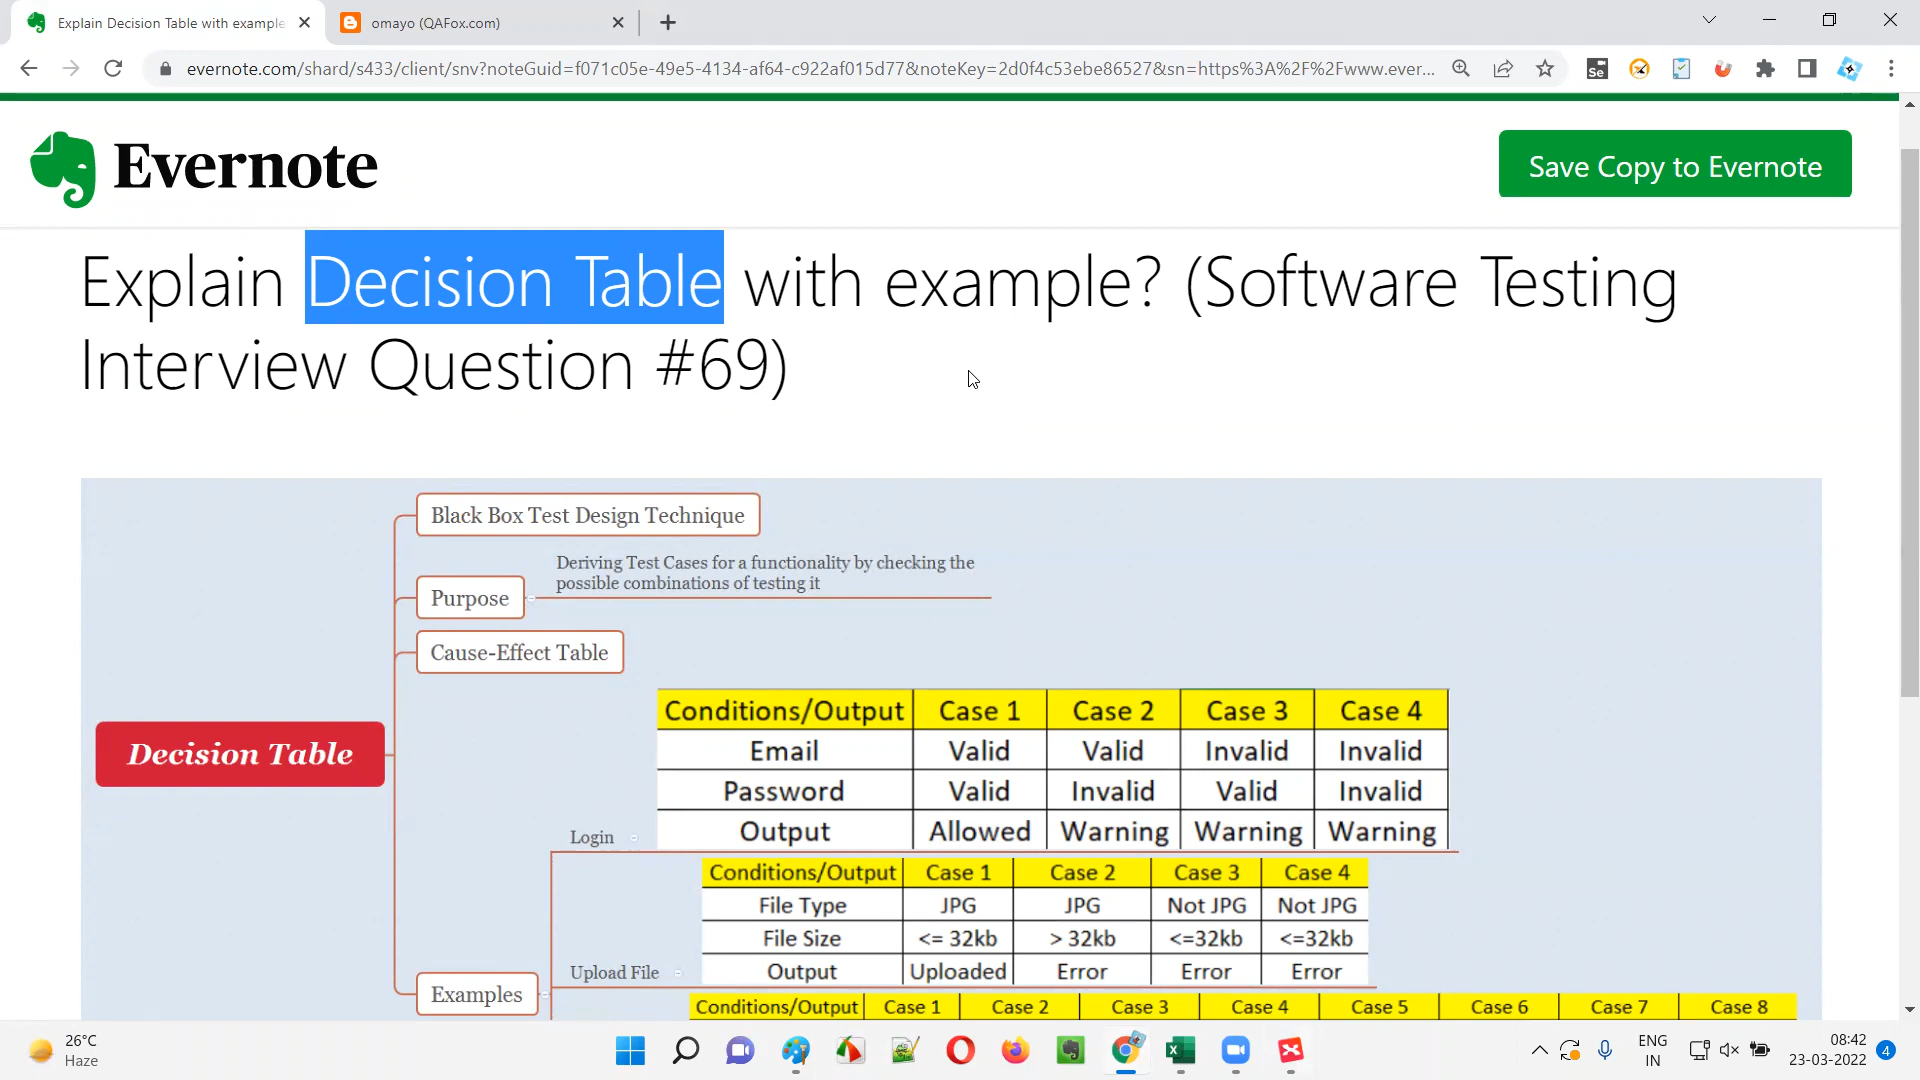 Explain Decision Table with example
omayo (QAFox.com)
evernote.com/shard/s433/client/snv?noteGuid=f071c05e-49e5-4134-af64-c922af015d77&noteKey=2d0f4c53ebe86527&sn=https%3A%2F%2Fwww.ever...
Evernote
Save Copy to Evernote
Explain Decision Table with example? (Software Testing
Interview Question #69)
Black Box Test Design Technique
Deriving Test Cases for a functionality by checking the
possible combinations of testing it
Purpose
Cause-Effect Table
Decision Table
Conditions/Output Case 1 Case 2 Case 3 Case 4
Email Valid Valid Invalid Invalid
Password Valid Invalid Valid Invalid
Output Allowed Warning Warning Warning
Login
Conditions/Output Case 1 Case 2 Case 3 Case 4
File Type JPG JPG Not JPG Not JPG
File Size <= 32kb > 32kb <=32kb <=32kb
Output Uploaded Error Error Error
Upload File
Examples
Conditions/Output Case 1 Case 2 Case 3 Case 4 Case 5 Case 6 Case 7 Case 8
26°C
Haze
ENG
IN
08:42
23-03-2022
4